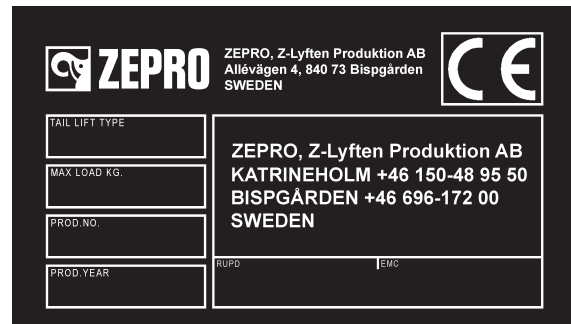 ZEPRO
ZEPRO, Z-Lyften Produktion AB
Allévägen 4, 840 73 Bispgården
SWEDEN
CE
TAIL LIFT TYPE
MAX LOAD KG.
PROD.NO.
PROD.YEAR
ZEPRO, Z-Lyften Produktion AB
KATRINEHOLM +46 150-48 95 50
BISPGÅRDEN +46 696-172 00
SWEDEN
RUPD
EMC